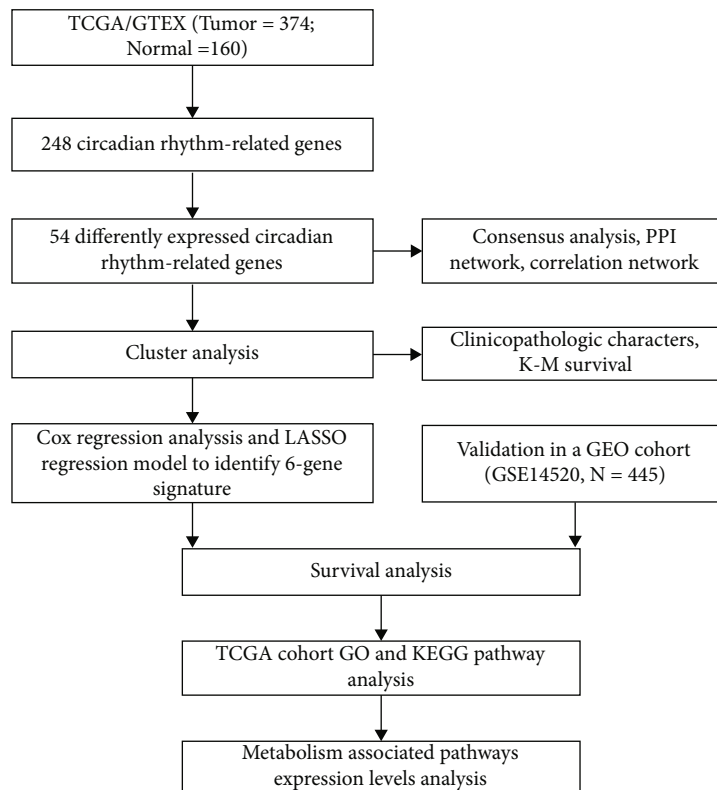 TCGA/GTEX (Tumor = 374;
Normal =160)
248 circadian rhythm-related genes
54 differently expressed circadian
rhythm-related genes
Consensus analysis, PPI
network, correlation network
Cluster analysis
Clinicopathologic characters,
K-M survival
Cox regression analyssis and LASSO
regression model to identify 6-gene
signature
Validation in a GEO cohort
(GSE14520, N = 445)
Survival analysis
TCGA cohort GO and KEGG pathway
analysis
Metabolism associated pathways
expression levels analysis